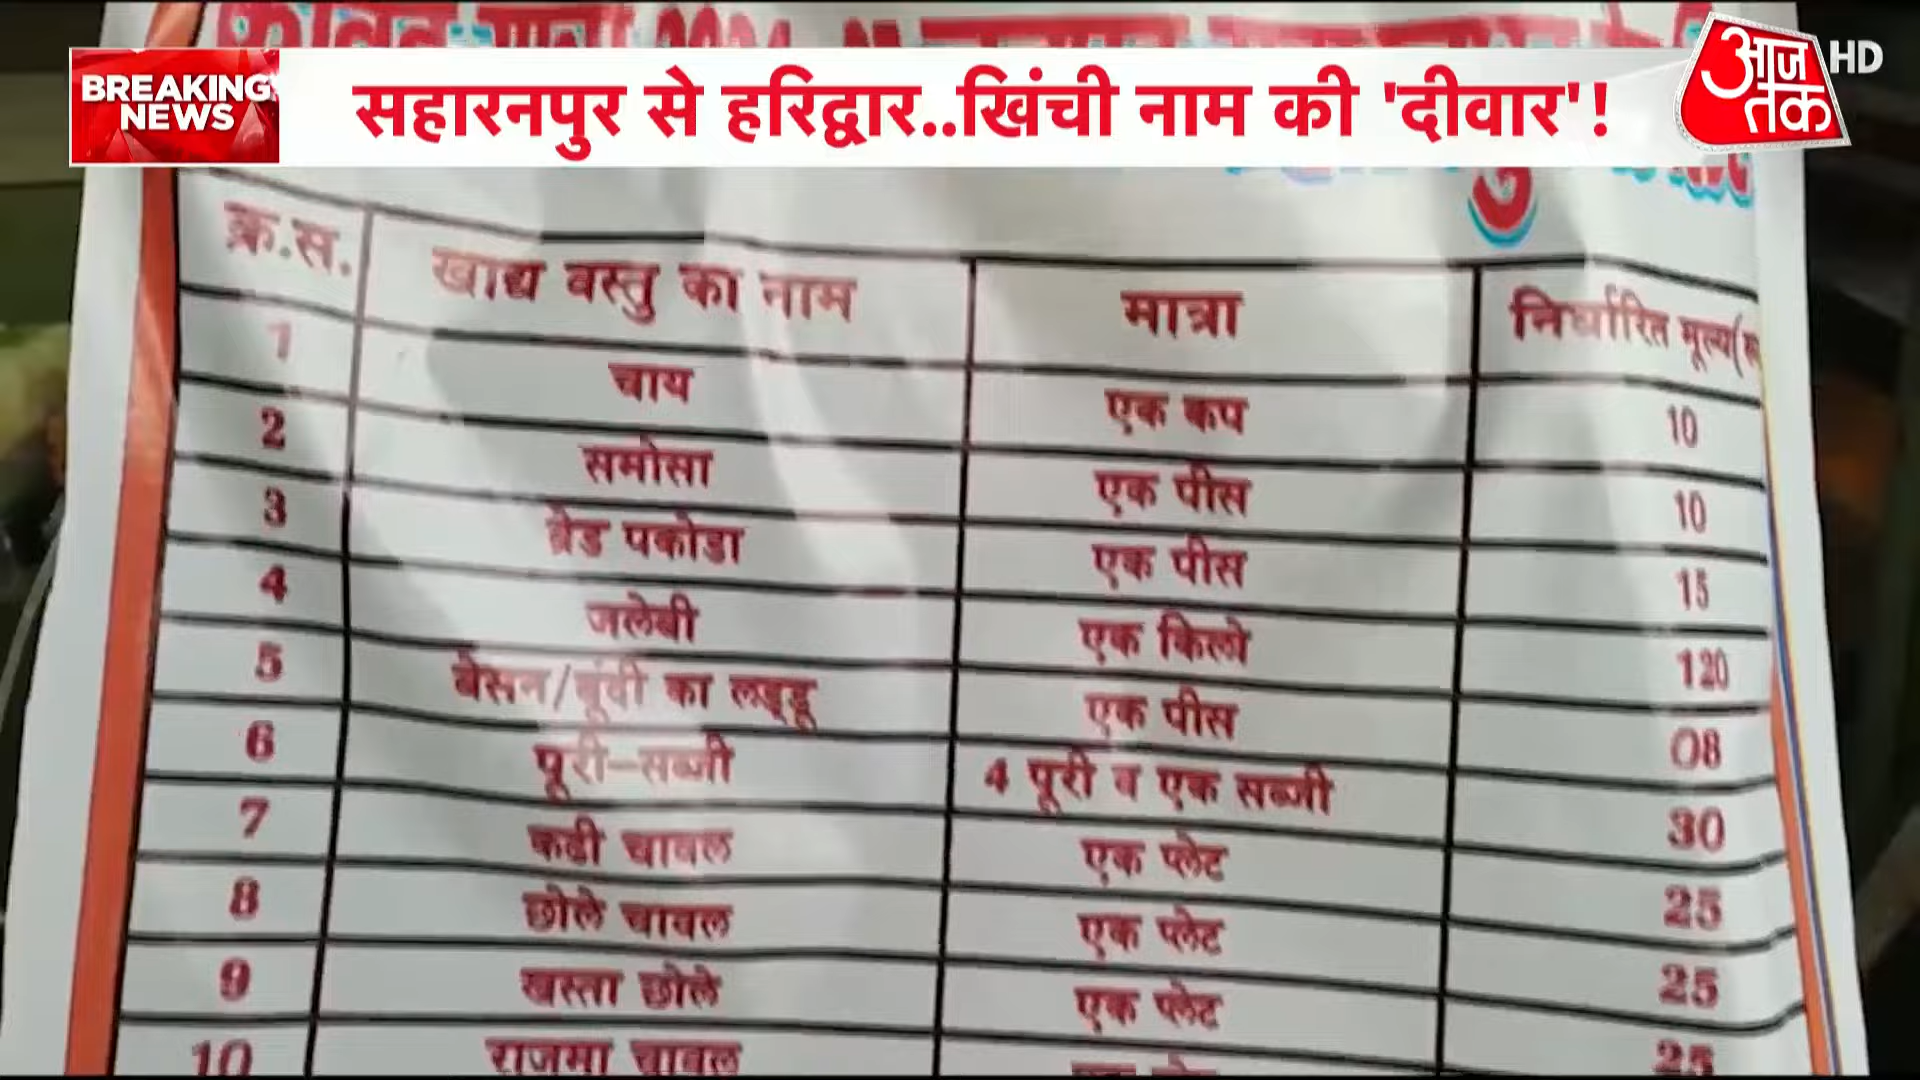 BREAKING NEWS
सहारनपुर से हरिद्वार..खिंची नाम की 'दीवार'!
आज तक HD
क्र.स. खाद्य वस्तु का नाम मात्रा निर्धारित मूल्य(
1 चाय एक कप 10
2 समोसा एक पीस 10
3 ब्रेड पकोडा एक पीस 15
4 जलेबी एक किलो 120
5 बेसन/बूंदी का लड्डू एक पीस 08
6 पूरी-सब्जी 4 पूरी व एक सब्जी 30
7 कढी चावल एक प्लेट 25
8 छोले चावल एक प्लेट 25
9 खस्ता छोले एक प्लेट 25
10 राजमा चावल